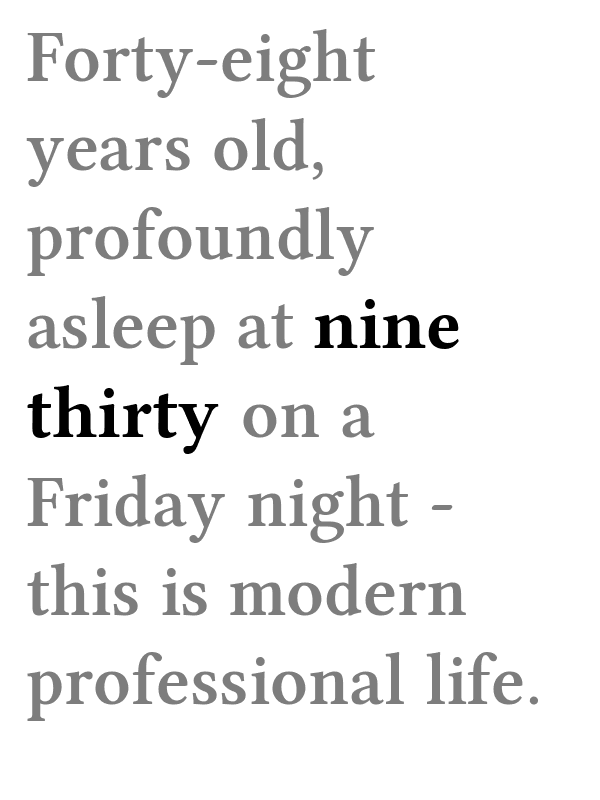 Forty-eight
years old,
profoundly
asleep at nine
thirty on a
Friday night -
this is modern
professional life.